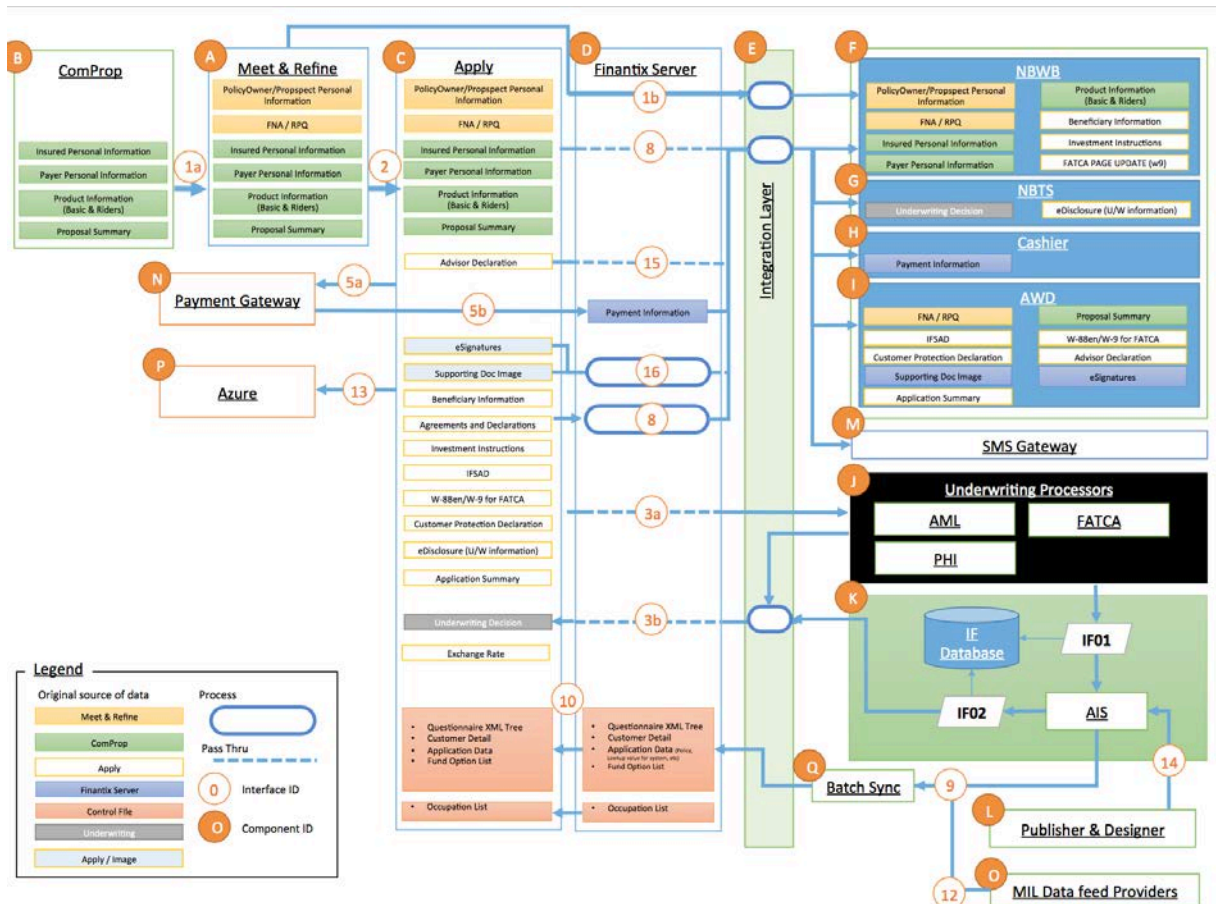 B
ComProp
Insured Personal Information
Payer Personal Information
Product Information
(Basic & Riders)
Proposal Summary
1a
A
Meet & Refine
PolicyOwner/Propspect Personal
Information
FNA / RPQ
Insured Personal Information
Payer Personal Information
Product Information
(Basic & Riders)
Proposal Summary
2
C
Apply
PolicyOwner/Propspect Personal
Information
FNA / RPQ
Insured Personal Information
Payer Personal Information
Product Information
(Basic & Riders)
Proposal Summary
Advisor Declaration
eSignatures
Supporting Doc Image
Beneficiary Information
Agreements and Declarations
Investment Instructions
IFSAD
W-8Ben/W-9 for FATCA
Customer Protection Declaration
eDisclosure (U/W information)
Application Summary
Underwriting Decision
Exchange Rate
• Questionnaire XML Tree
• Customer Detail
• Application Data
• Fund Option List
• Occupation List
N
Payment Gateway
5a
5b
P
Azure
13
D
Finantix Server
1b
8
15
Payment Information
16
8
3a
3b
10
• Questionnaire XML Tree
• Customer Detail
• Application Data (Policy,
Lookup value for system, etc)
• Fund Option List
• Occupation List
E
Integration Layer
F
NBWB
PolicyOwner/Propspect Personal
Information
FNA / RPQ
Insured Personal Information
Payer Personal Information
Product Information
(Basic & Riders)
Beneficiary Information
Investment Instructions
FATCA PAGE UPDATE (w9)
G
NBTS
Underwriting Decision
eDisclosure (U/W information)
H
Cashier
Payment Information
I
AWD
FNA / RPQ
IFSAD
Customer Protection Declaration
Supporting Doc Image
Application Summary
Proposal Summary
W-88en/W-9 for FATCA
Advisor Declaration
eSignatures
M
SMS Gateway
J
Underwriting Processors
AML
FATCA
PHI
K
IF
Database
IF01
IF02
AIS
14
Q
Batch Sync
9
L
Publisher & Designer
12
O
MIL Data feed Providers
Legend
Original source of data
Meet & Refine
ComProp
Apply
Finantix Server
Control File
Underwriting
Apply / Image
Process
Pass Thru
0
Interface ID
O
Component ID